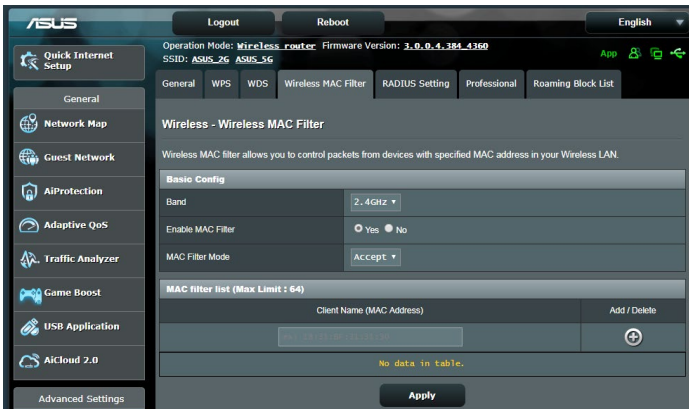 ASUS
Logout
Reboot
English
Quick Internet Setup
Operation Mode: Wireless router Firmware Version: 3.0.0.4.384_4360
SSID: ASUS_2G ASUS_5G
App
General
Network Map
Guest Network
AiProtection
Adaptive QoS
Traffic Analyzer
Game Boost
USB Application
AiCloud 2.0
Advanced Settings
General WPS WDS Wireless MAC Filter RADIUS Setting Professional Roaming Block List
Wireless - Wireless MAC Filter
Wireless MAC filter allows you to control packets from devices with specified MAC address in your Wireless LAN.
Basic Config
Band 2.4GHz
Enable MAC Filter Yes No
MAC Filter Mode Accept
MAC filter list (Max Limit : 64)
Client Name (MAC Address) Add / Delete
No data in table.
Apply